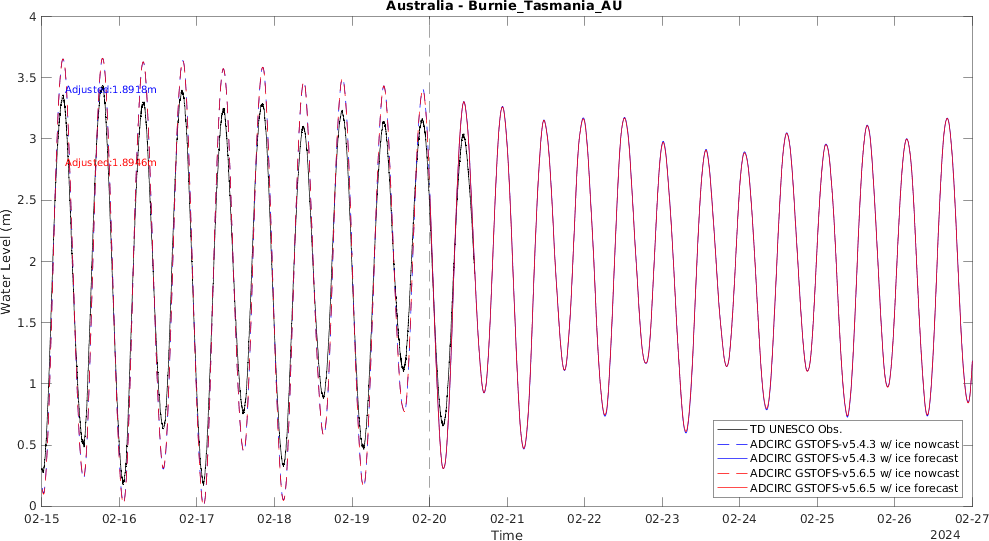 Australia - Burnie_Tasmania_AU
4
3.5
3
2.5
2
1.5
1
0.5
0
Water Level (m)
Adjusted:1.8918m
Adjusted:1.8946m
TD UNESCO Obs.
ADCIRC GSTOFS-v5.4.3 w/ ice nowcast
ADCIRC GSTOFS-v5.4.3 w/ ice forecast
ADCIRC GSTOFS-v5.6.5 w/ ice nowcast
ADCIRC GSTOFS-v5.6.5 w/ ice forecast
02-15 02-16 02-17 02-18 02-19 02-20 02-21 02-22 02-23 02-24 02-25 02-26 02-27
Time
2024